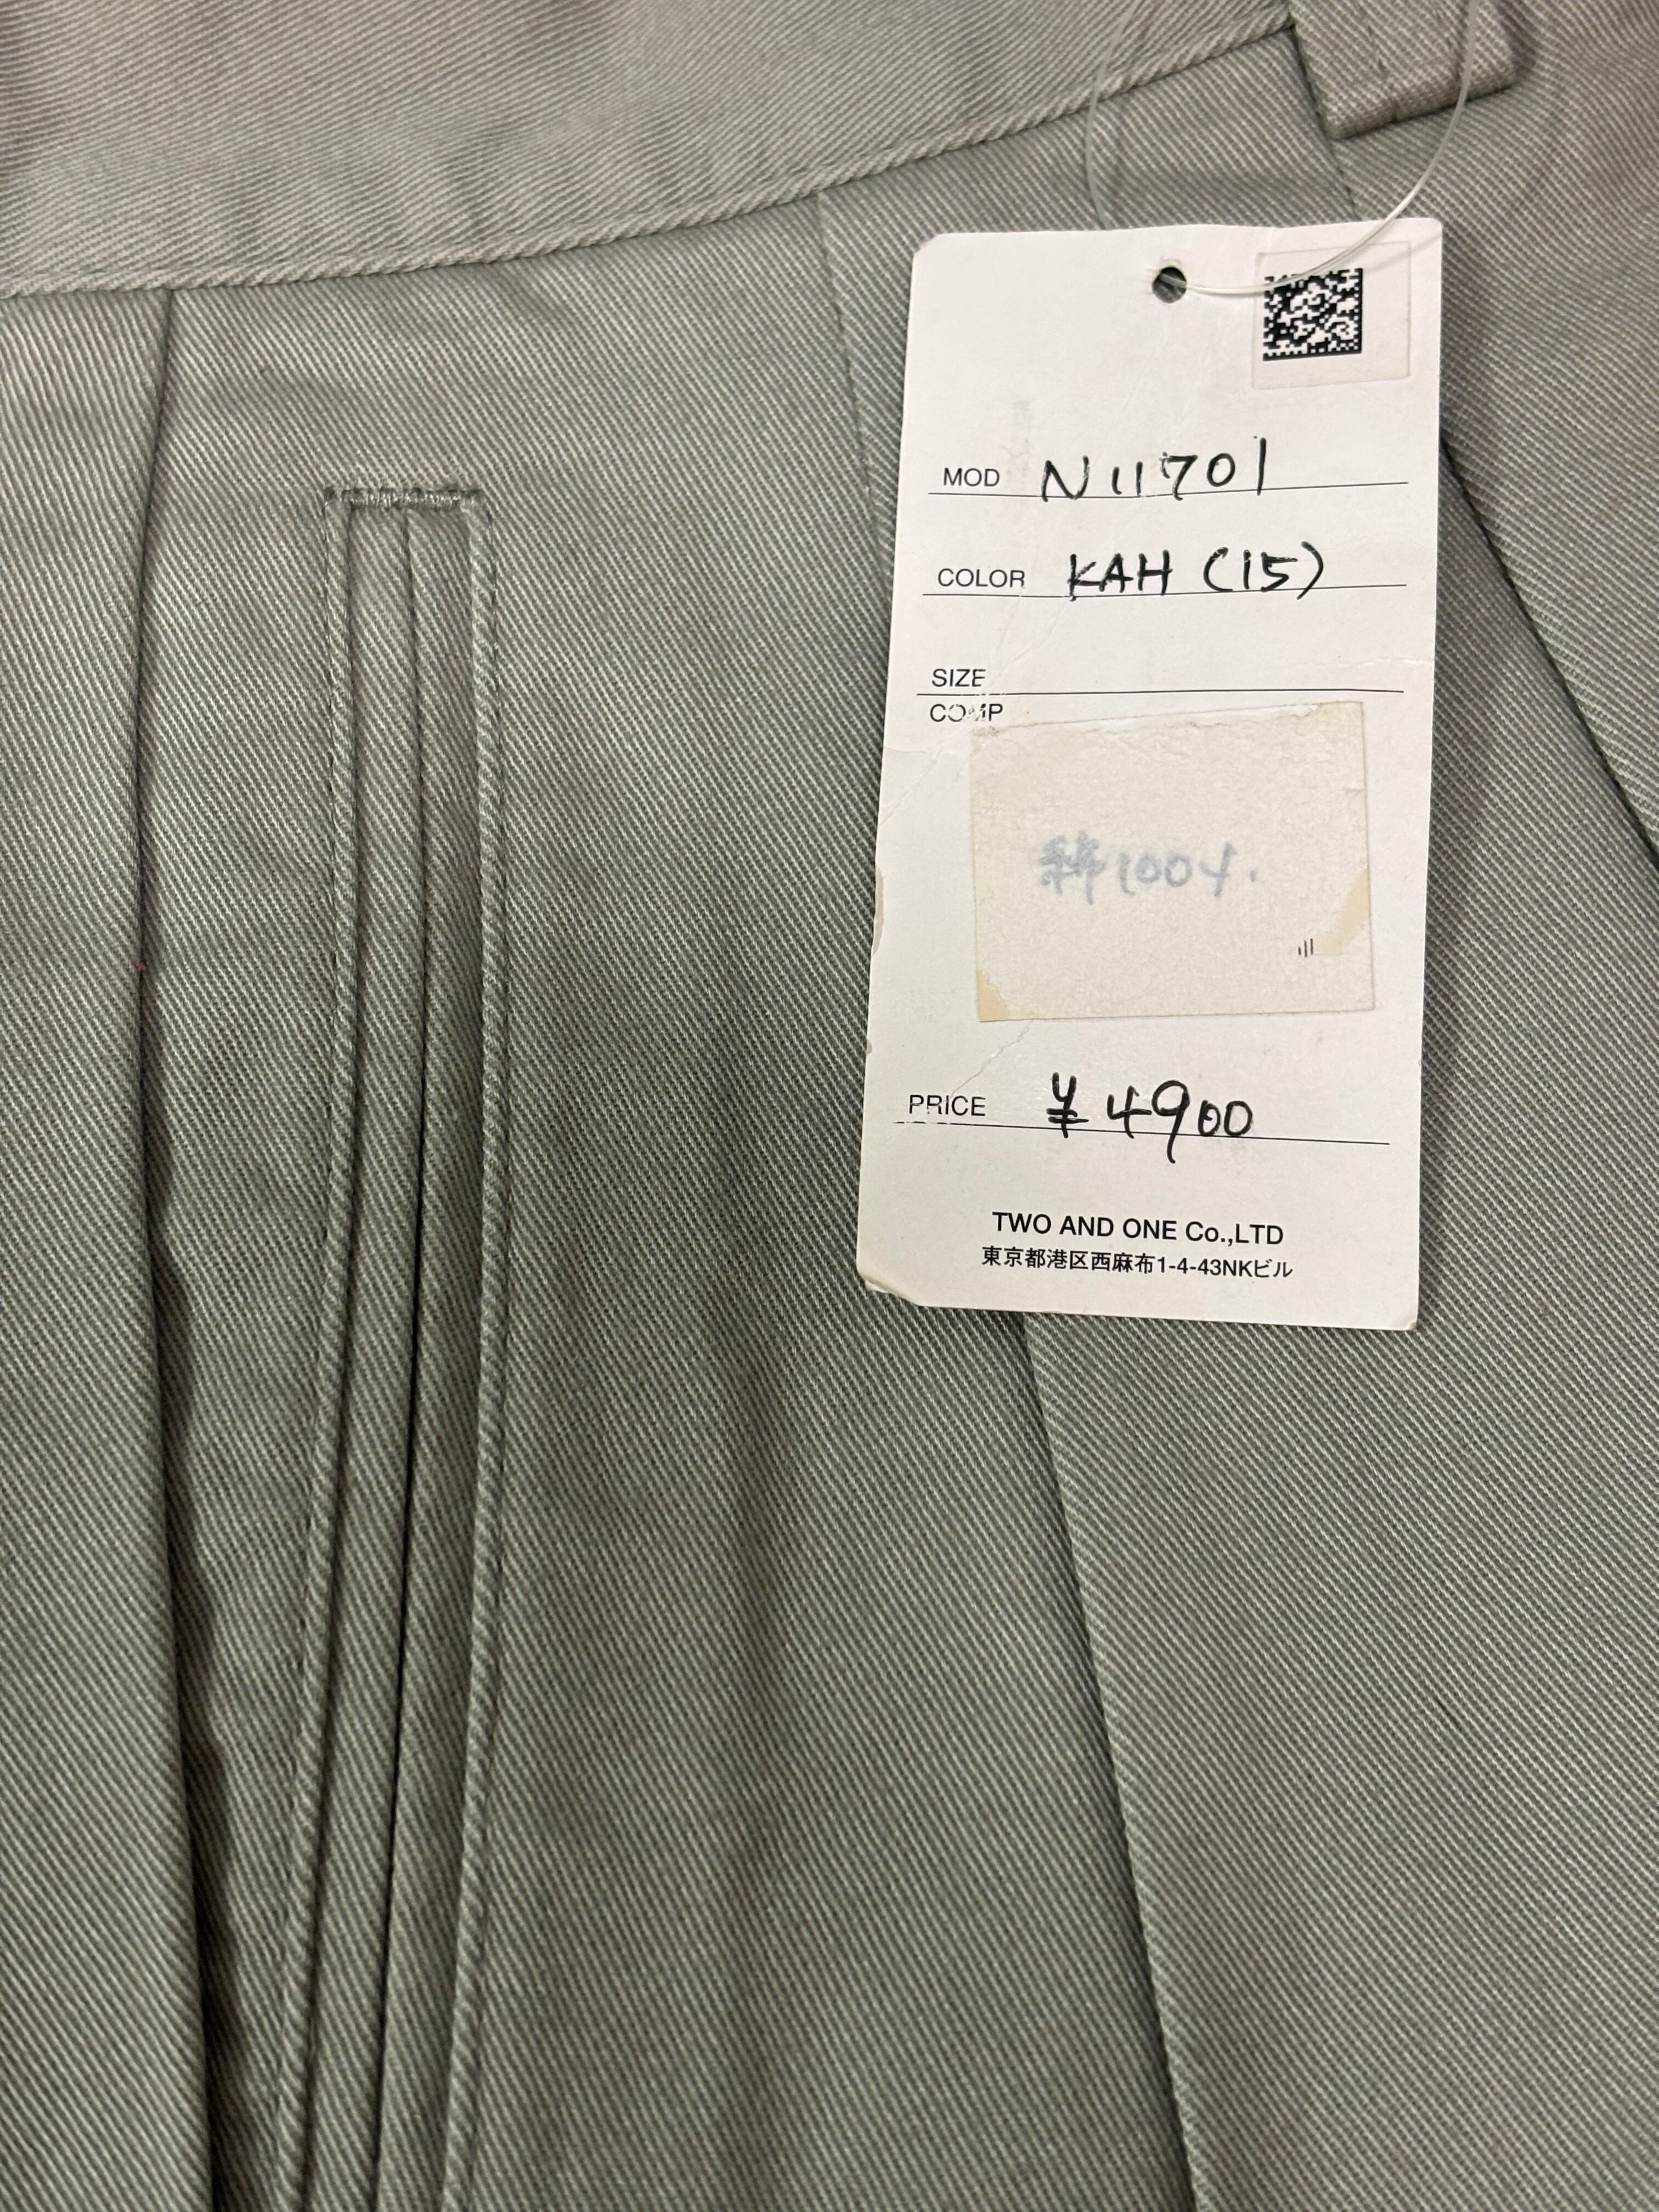 MOD N11701
COLOR KAH (15)
SIZE
COMP
綿100%.
PRICE ¥4900
TWO AND ONE Co.,LTD
東京都港区西麻布1-4-43NKビル